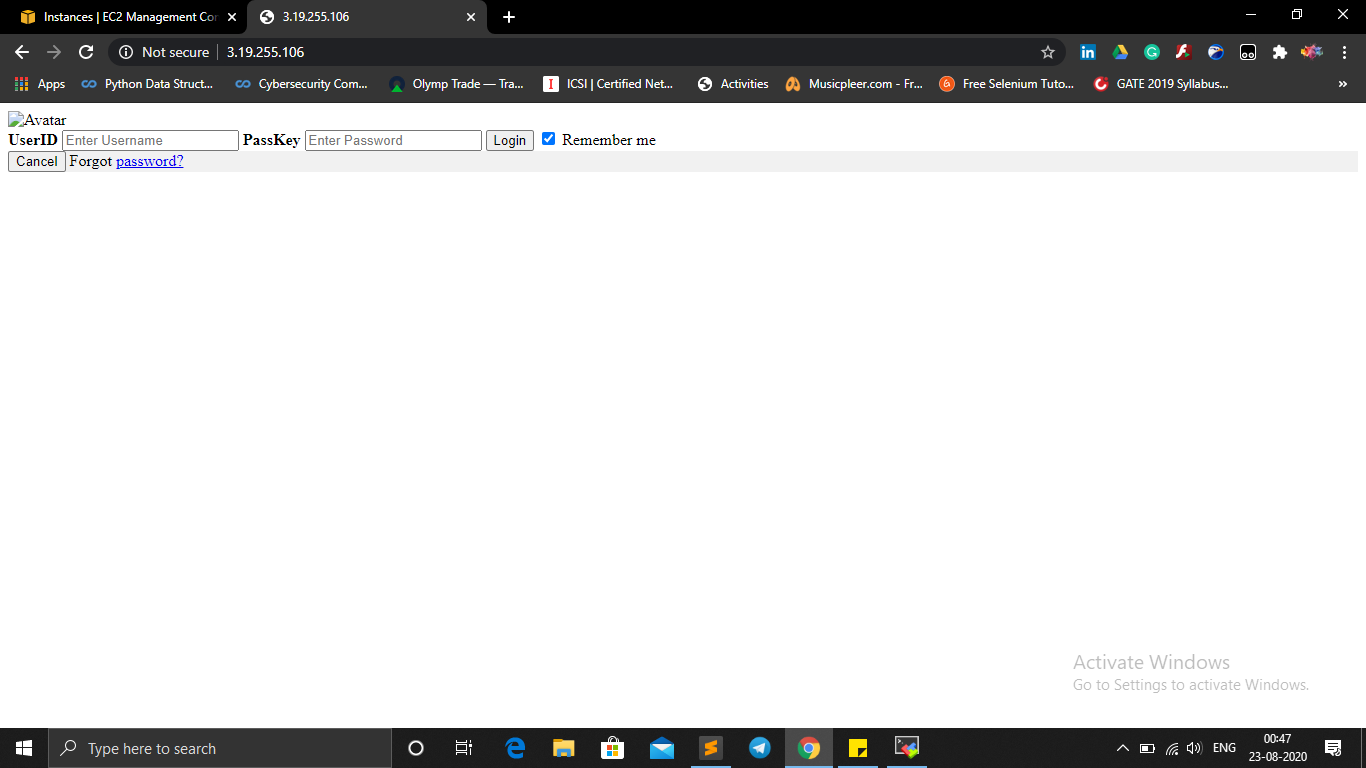 Instances | EC2 Management Cor
3.19.255.106
Not secure 3.19.255.106
Apps Python Data Struct... Cybersecurity Com... Olymp Trade — Tra... ICSI | Certified Net... Activities Musicpleer.com - Fr... Free Selenium Tuto... GATE 2019 Syllabus...
Avatar
UserID Enter Username PassKey Enter Password Login Remember me
Cancel Forgot password?
Activate Windows
Go to Settings to activate Windows.
Type here to search
ENG
00:47
23-08-2020